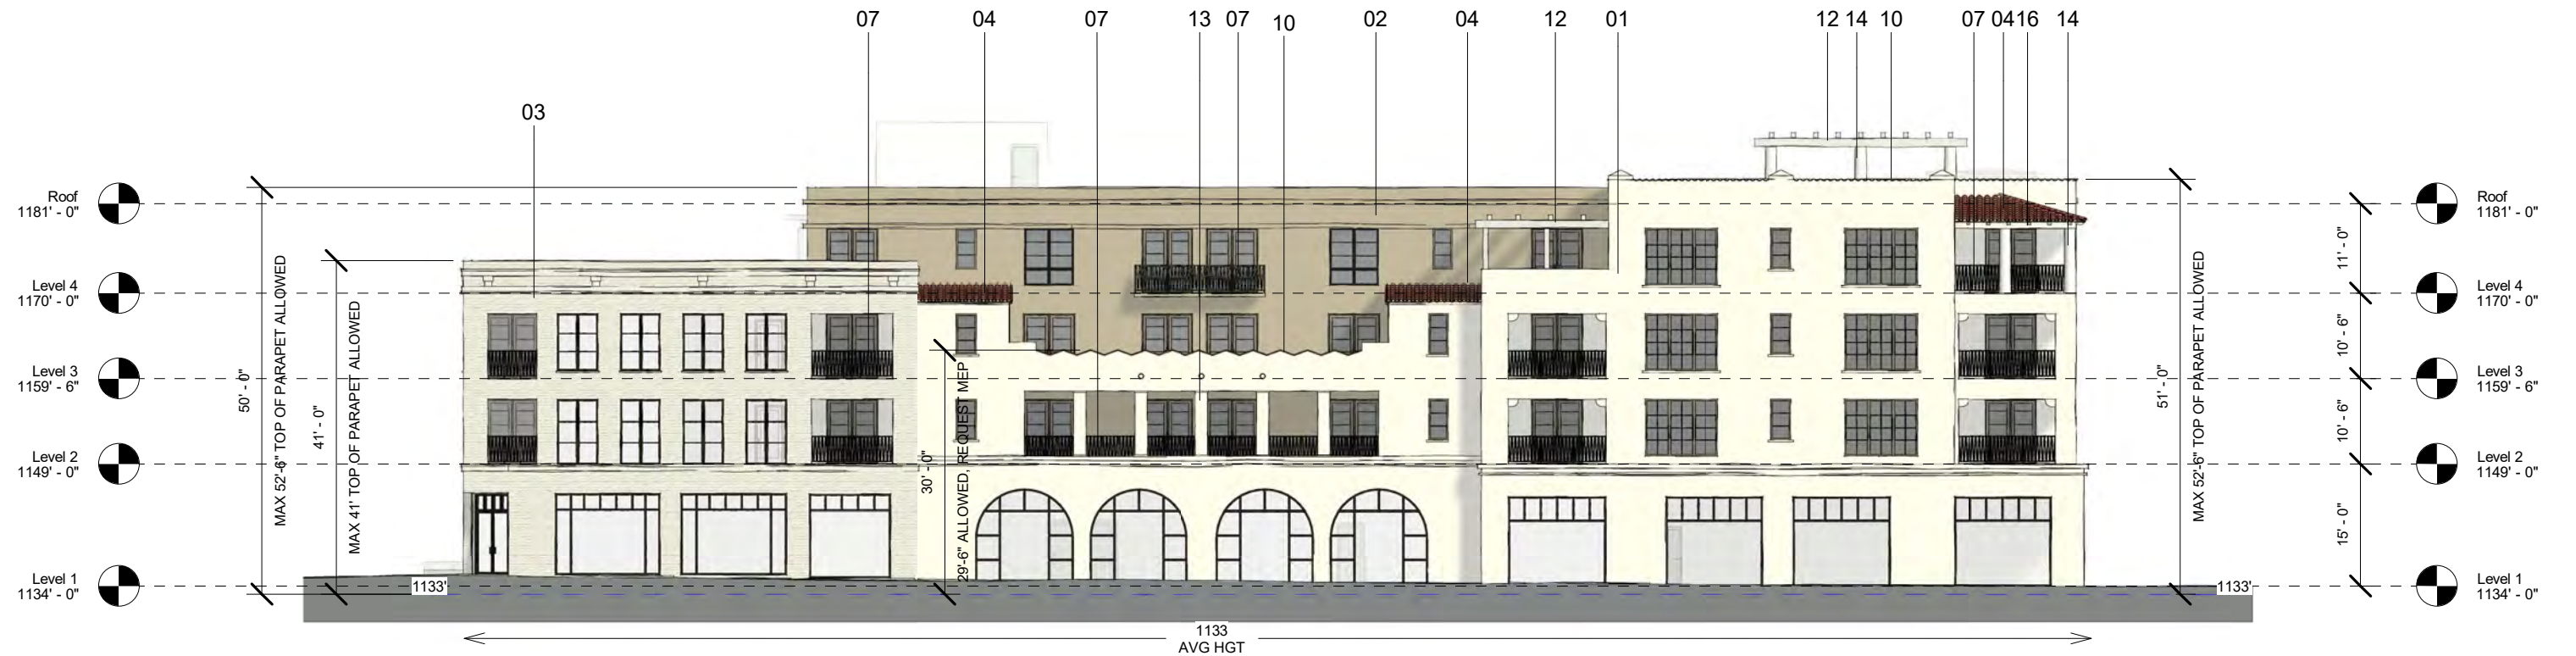 07 04 07 13 07 10 02 04 12 01 12 14 10 07 04 16 14
03
Roof
1181' - 0"
Level 4
1170' - 0"
Level 3
1159' - 6"
Level 2
1149' - 0"
Level 1
1134' - 0"
50' - 0"
MAX 52'-6" TOP OF PARAPET ALLOWED
41' - 0"
MAX 41' TOP OF PARAPET ALLOWED
30' - 0"
29'-6" ALLOWED, REQUEST MEP
51' - 0"
MAX 52'-6" TOP OF PARAPET ALLOWED
11' - 0"
10' - 6"
10' - 6"
15' - 0"
Roof
1181' - 0"
Level 4
1170' - 0"
Level 3
1159' - 6"
Level 2
1149' - 0"
Level 1
1134' - 0"
1133'
1133'
1133
AVG HGT